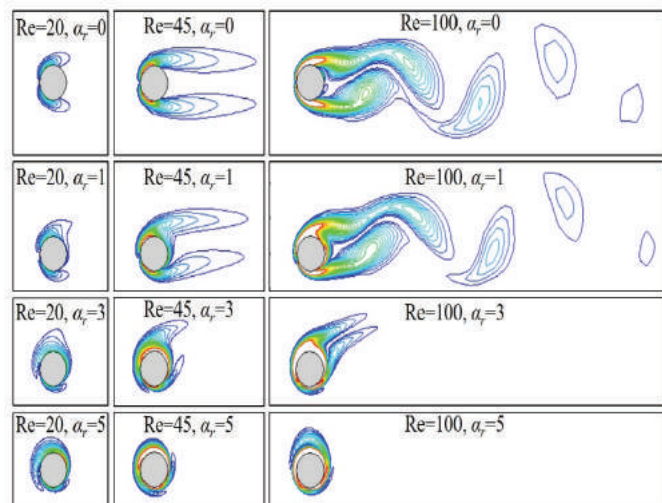 Re=20, αᵣ=0
Re=45, αᵣ=0
Re=100, αᵣ=0
Re=20, αᵣ=1
Re=45, αᵣ=1
Re=100, αᵣ=1
Re=20, αᵣ=3
Re=45, αᵣ=3
Re=100, αᵣ=3
Re=20, αᵣ=5
Re=45, αᵣ=5
Re=100, αᵣ=5